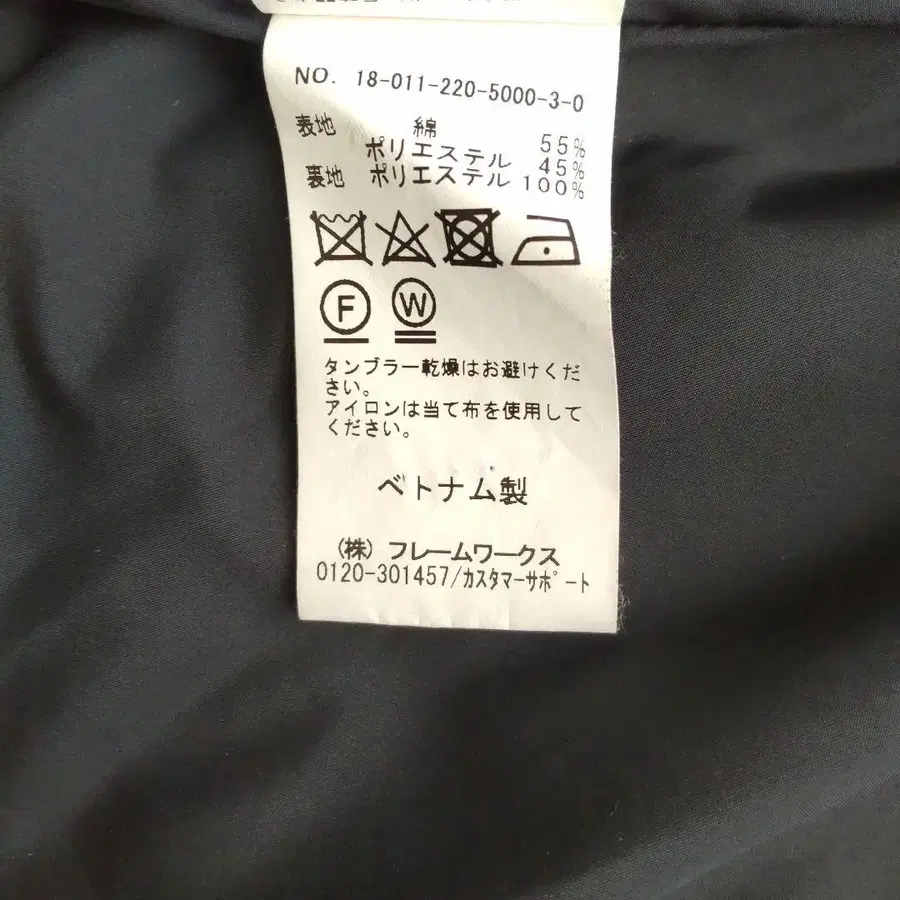 NO. 18-011-220-5000-3-0
表地 綿 55%
ポリエステル 45%
裏地 ポリエステル 100%
F W
タンブラー乾燥はお避けくだ
さい。
アイロンは当て布を使用して
ください。
ベトナム製
(株) フレームワークス
0120-301457/カスタマーサポート